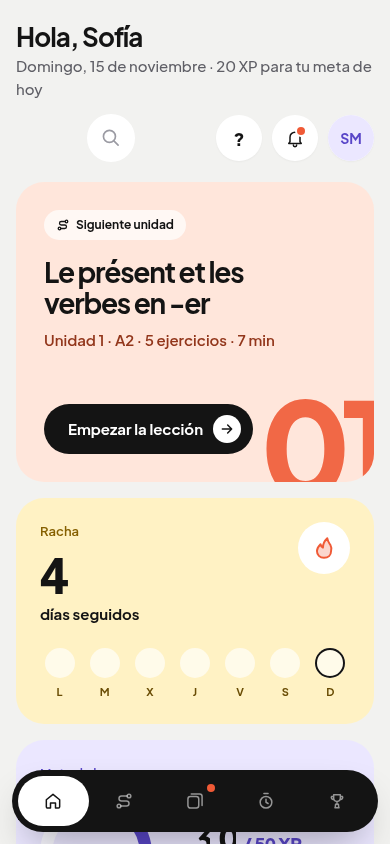 Hola, Sofía
Domingo, 15 de noviembre · 20 XP para tu meta de
hoy
?
SM
Siguiente unidad
Le présent et les
verbes en -er
Unidad 1 · A2 · 5 ejercicios · 7 min
Empezar la lección
01
Racha
4
días seguidos
L M X J V S D